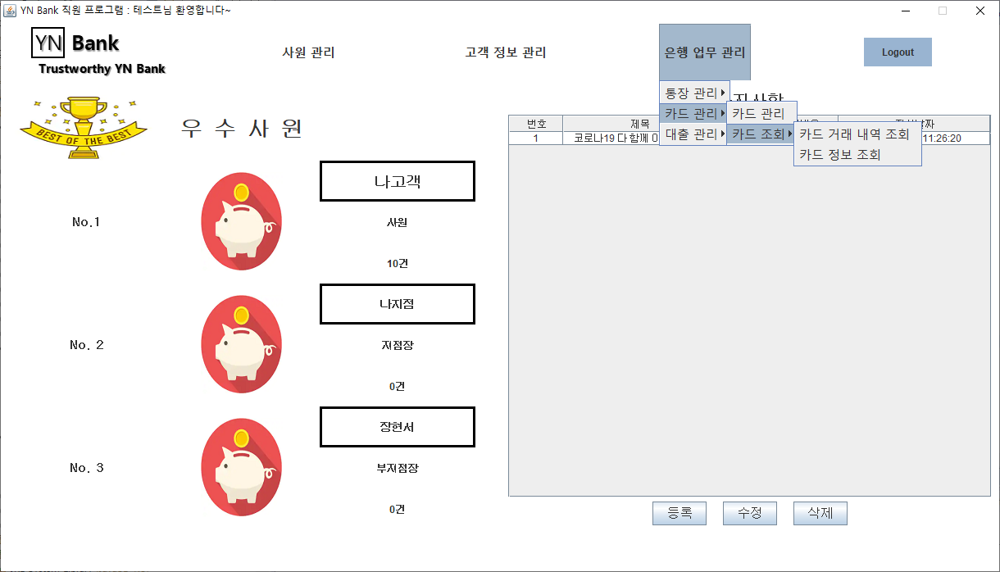 YN Bank 직원 프로그램 : 테스트님 환영합니다~
YN Bank
Trustworthy YN Bank
사원 관리
고객 정보 관리
은행 업무 관리
Logout
통장 관리
카드 관리
대출 관리
카드 관리
카드 조회
카드 거래 내역 조회
카드 정보 조회
BEST OF THE BEST
우 수 사 원
No.1
나고객
사원
10건
No. 2
나지점
지점장
0건
No. 3
장현서
부지점장
0건
번호 제목
1 코로나19 다 함께 11:26:20
등록 수정 삭제